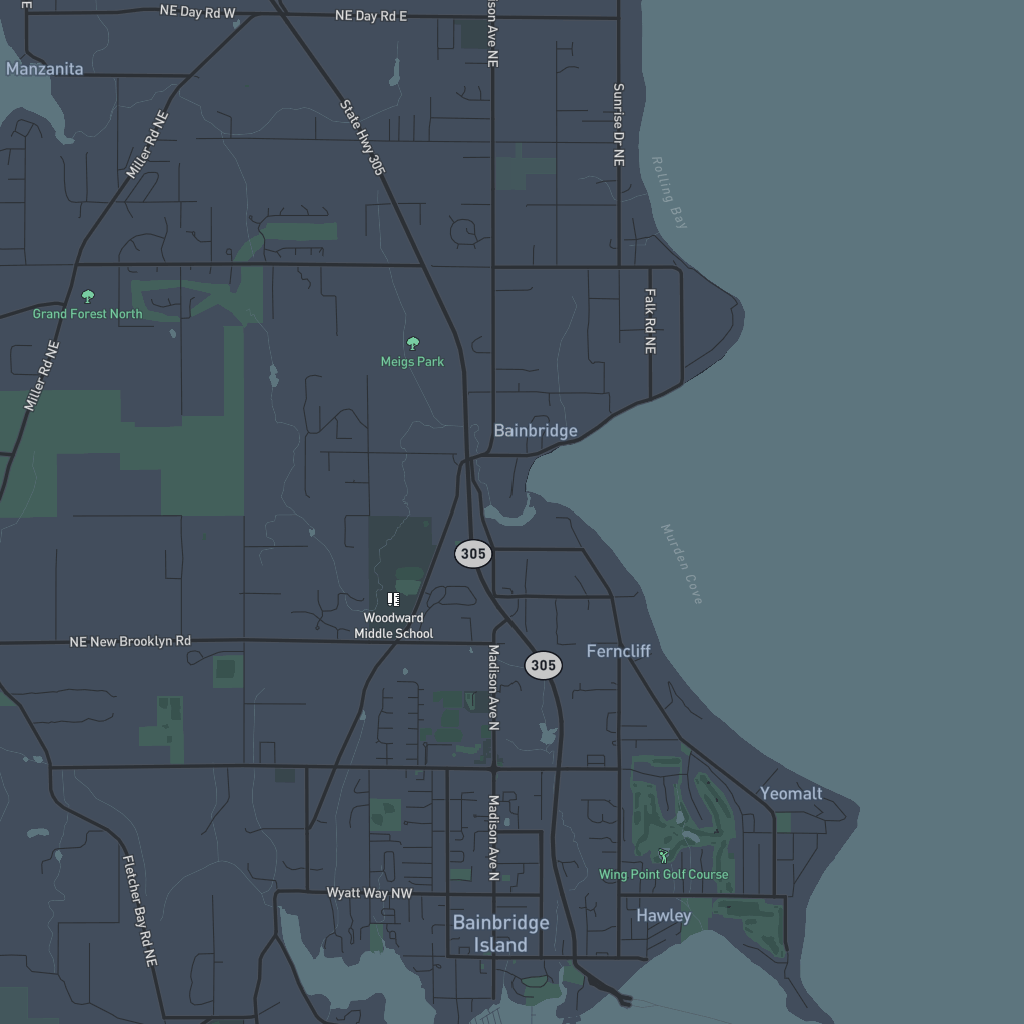 E
NE Day Rd W
NE Day Rd E
ison Ave NE
Manzanita
Miller Rd NE
State Hwy 305
Sunrise Dr NE
Rolling Bay
Grand Forest North
Falk Rd NE
Meigs Park
Miller Rd NE
Bainbridge
305
Murden Cove
Woodward
Middle School
NE New Brooklyn Rd
Ferncliff
305
Madison Ave N
Yeomalt
Madison Ave N
Fletcher Bay Rd NE
Wing Point Golf Course
Wyatt Way NW
Hawley
Bainbridge
Island